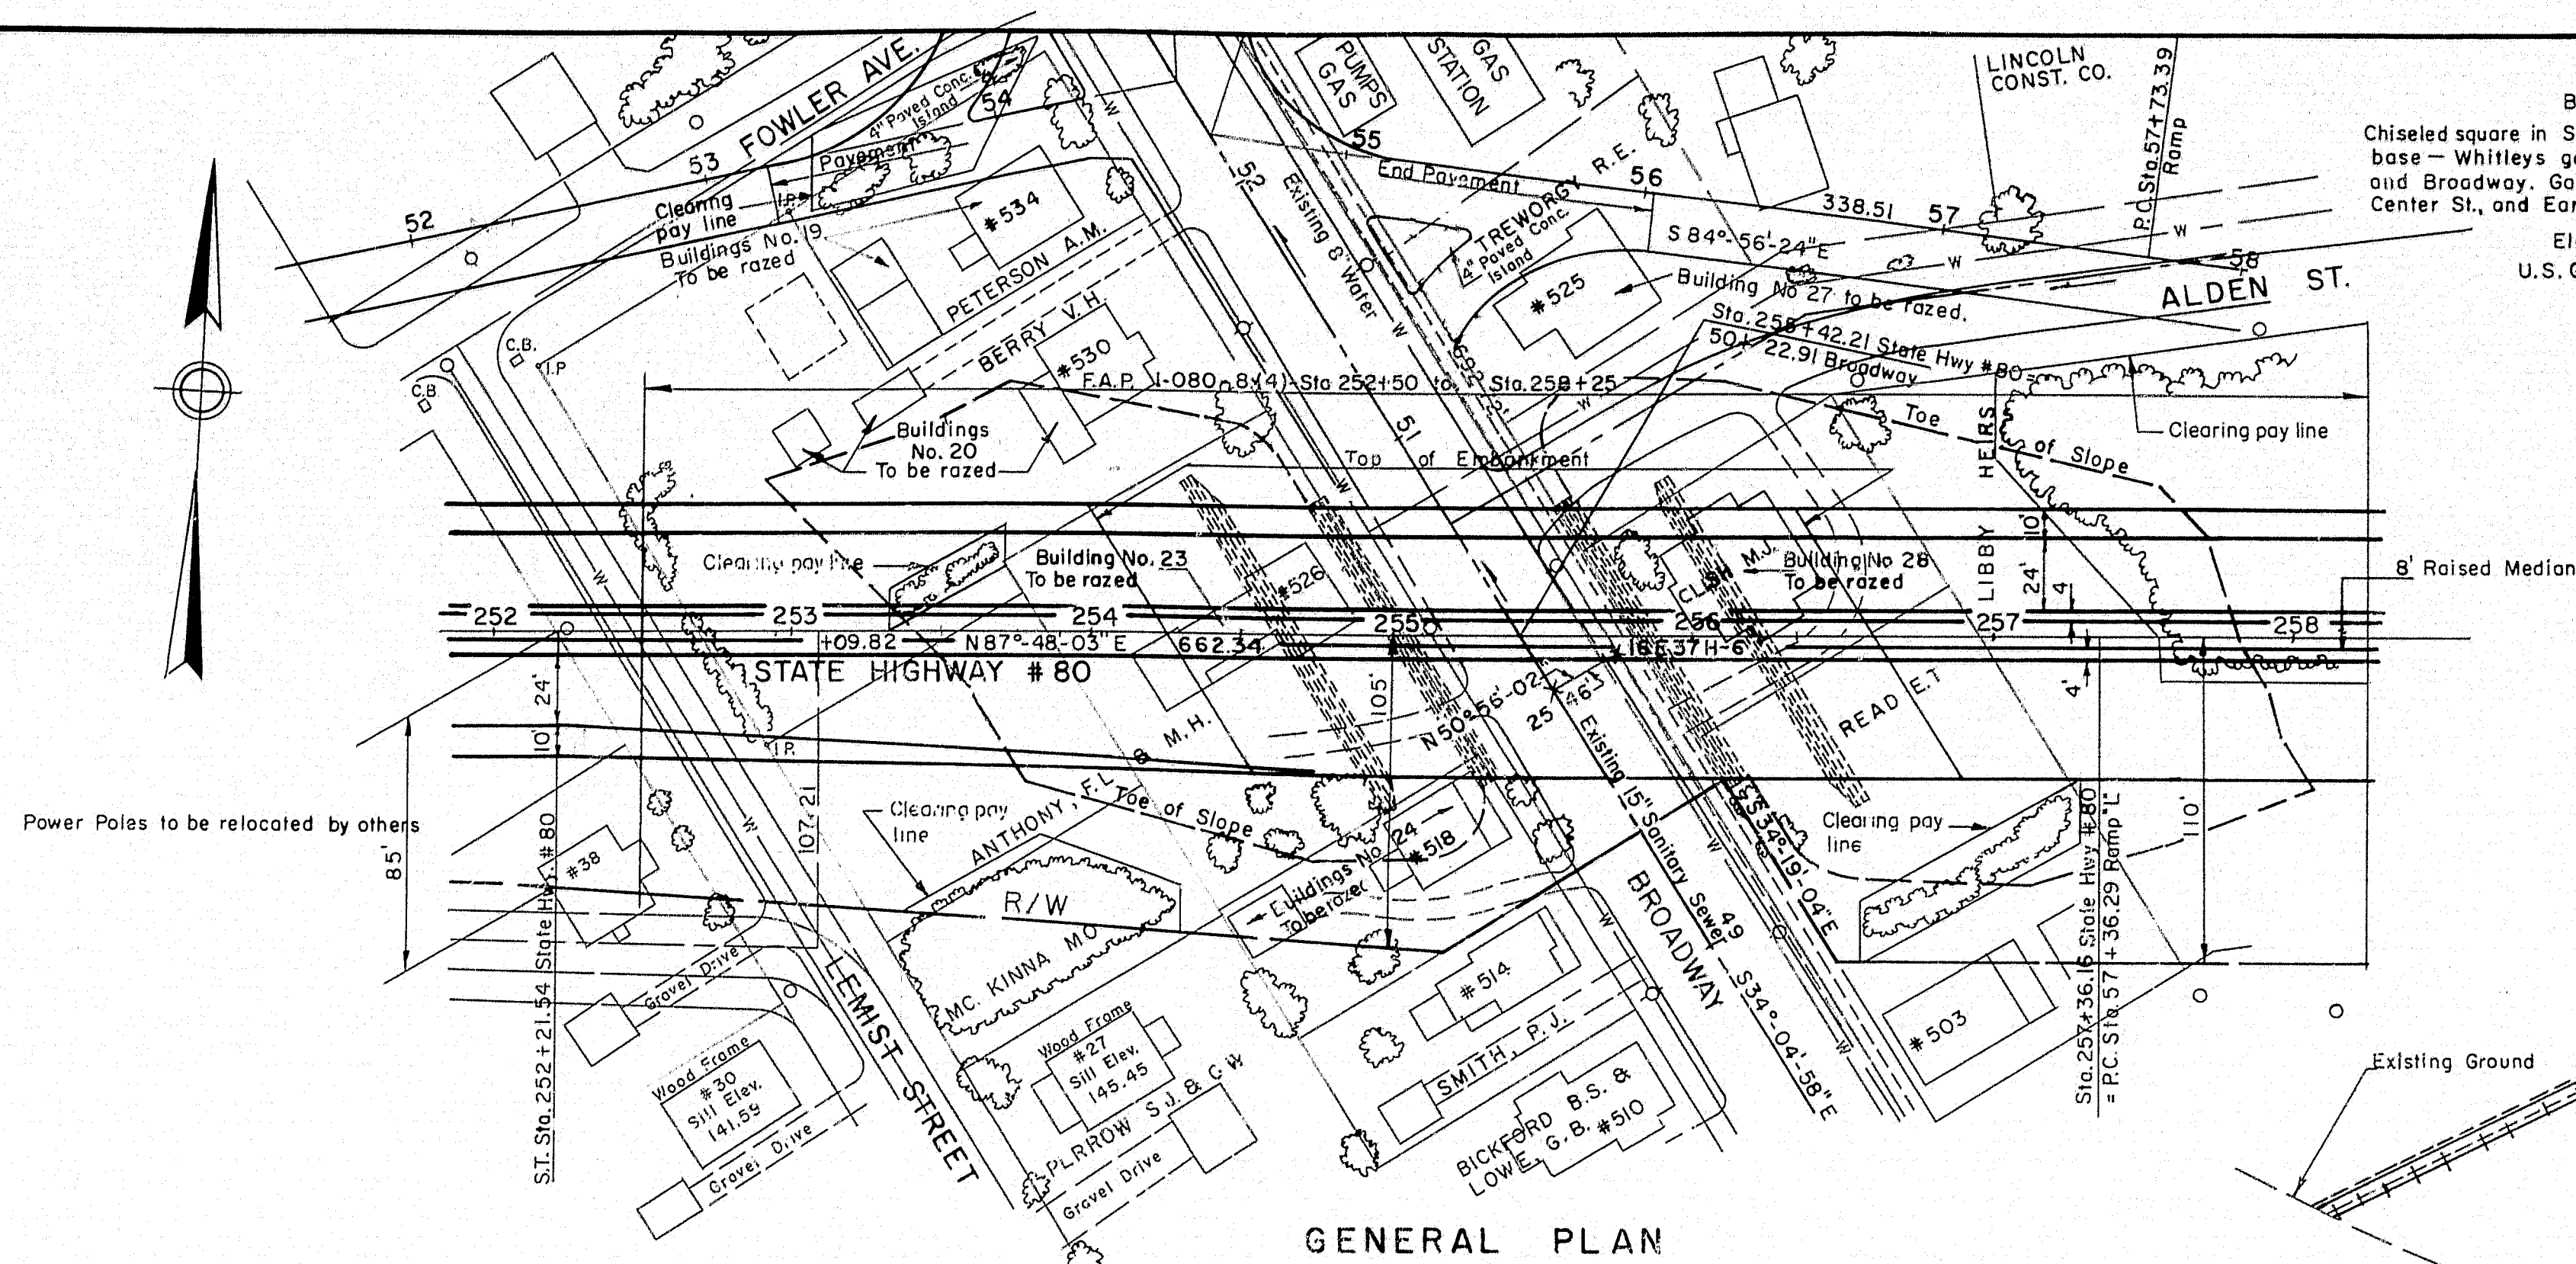 FOWLER AVE.
4" Paved Conc.
Island
54
53
52
Pavement
Clearing
pay line
I.P.
Buildings No. 19
To be razed
#534
PETERSON A.M.
BERRY V.H.
#530
C.B.
I.P.
C.B.
PUMPS
GAS
GAS
STATION
55
End Pavement
52
Existing 8" Water
TREWORGY R.E.
4" Paved Conc.
Island
56
338.51
57
S 84°-56'-24"E
#525
Building No 27 to be razed.
LINCOLN
CONST. CO.
P.C. Sta. 57+73.39
Ramp
58
ALDEN ST.
Chiseled square in S
base — Whitleys g
and Broadway. Ga
Center St., and Ear
El
U.S. G
Sta. 258+42.21 State Hwy #80=
50+22.91 Broadway
F.A.P. I-080-8(4)-Sta 252+50 to Sta. 258+25
Buildings
No. 20
To be razed
51
Top of Embankment
Toe of Slope
Clearing pay line
LIBBY HEIRS
Clearing pay line
Building No. 23
To be razed
#526
CLISH M.J.
Building No 28
To be razed
10'
24'
4
8' Raised Median
252
253
254
255
256
257
258
+09.82
N87°-48'-03"E
662.34
STATE HIGHWAY #80
24'
10'
85'
105'
N 50°56'-02"
25
46'
READ E.T
4'
110'
I.P.
Power Poles to be relocated by others
107.21
Clearing pay
line
ANTHONY, F.L. & M.H.
Toe of Slope
Buildings No. 24
To be razed
#518
Existing 15" Sanitary Sewer
S34°-19'-04"E
Clearing pay
line
#38
R/W
MC. KINNA M.O.
BROADWAY
49
S34°-04'-58"E
S.T. Sta. 252+21.54 State Hwy. #80
Gravel Drive
LEMIST STREET
#514
SMITH, P.J.
#503
Sta. 257+36.16 State Hwy #80
= P.C. Sta. 57+36.29 Ramp "L"
Wood Frame
#30
Sill Elev.
141.59
Gravel Drive
Wood Frame
#27
Sill Elev.
145.45
S.J. & C.W
Gravel Drive
BICKFORD B.S. &
LOWE, G.B. #510
Existing Ground
GENERAL PLAN